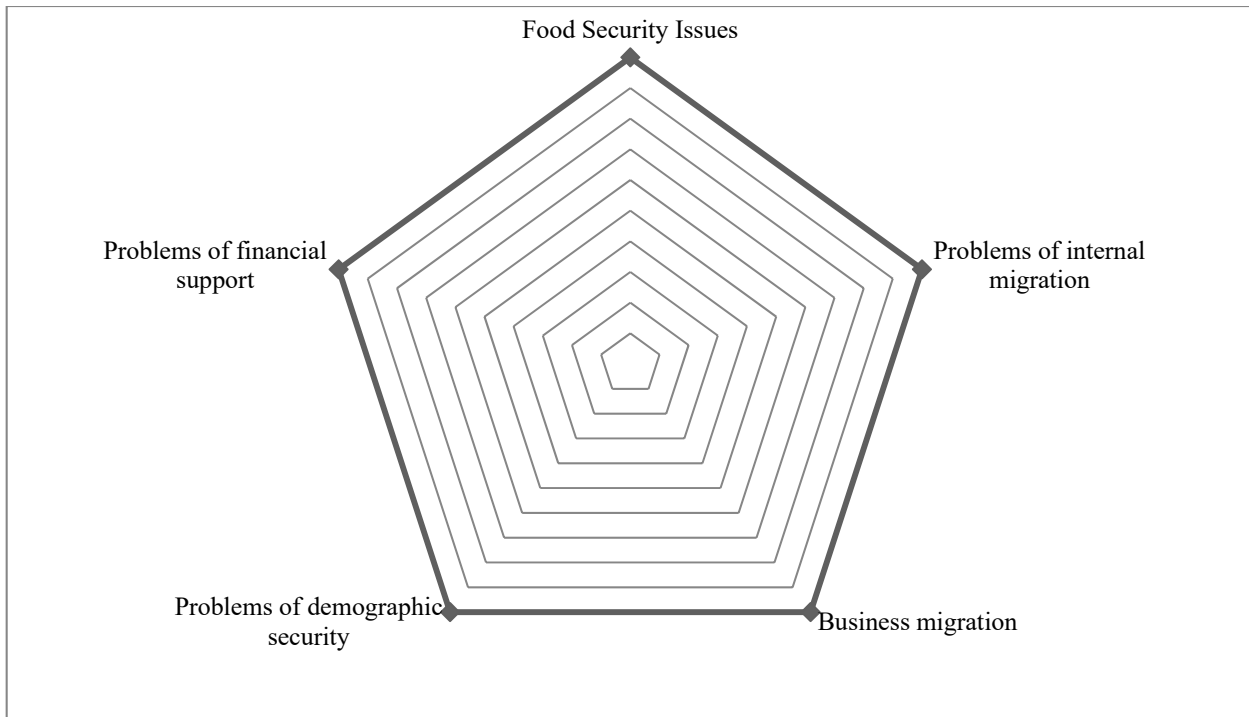 Food Security Issues
Problems of internal
migration
Business migration
Problems of demographic
security
Problems of financial
support